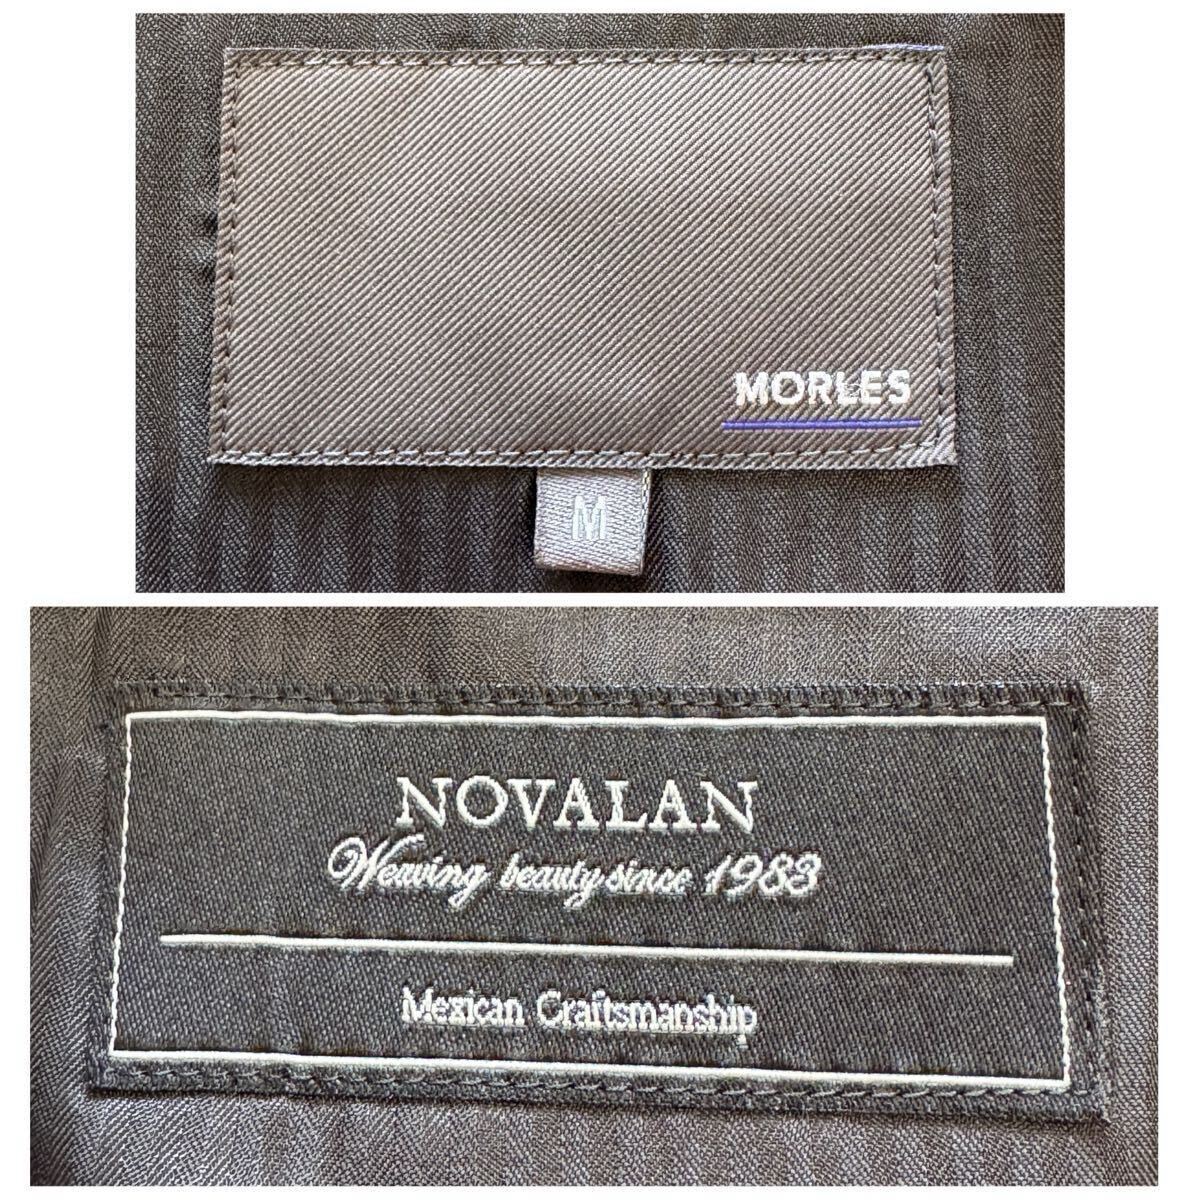 MORLES
M
NOVALAN
Weaving beauty since 1983
Mexican Craftsmanship